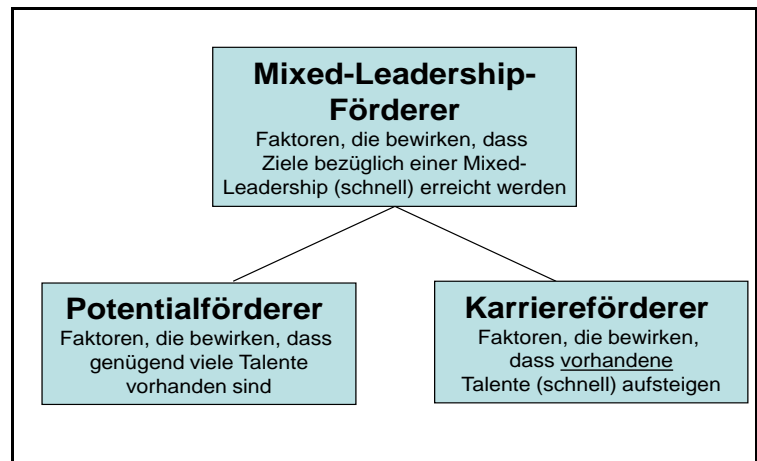 Mixed-Leadership-
Förderer
Faktoren, die bewirken, dass
Ziele bezüglich einer Mixed-
Leadership (schnell) erreicht werden
Potentialförderer
Faktoren, die bewirken, dass
genügend viele Talente
vorhanden sind
Karriereförderer
Faktoren, die bewirken,
dass vorhandene
Talente (schnell) aufsteigen